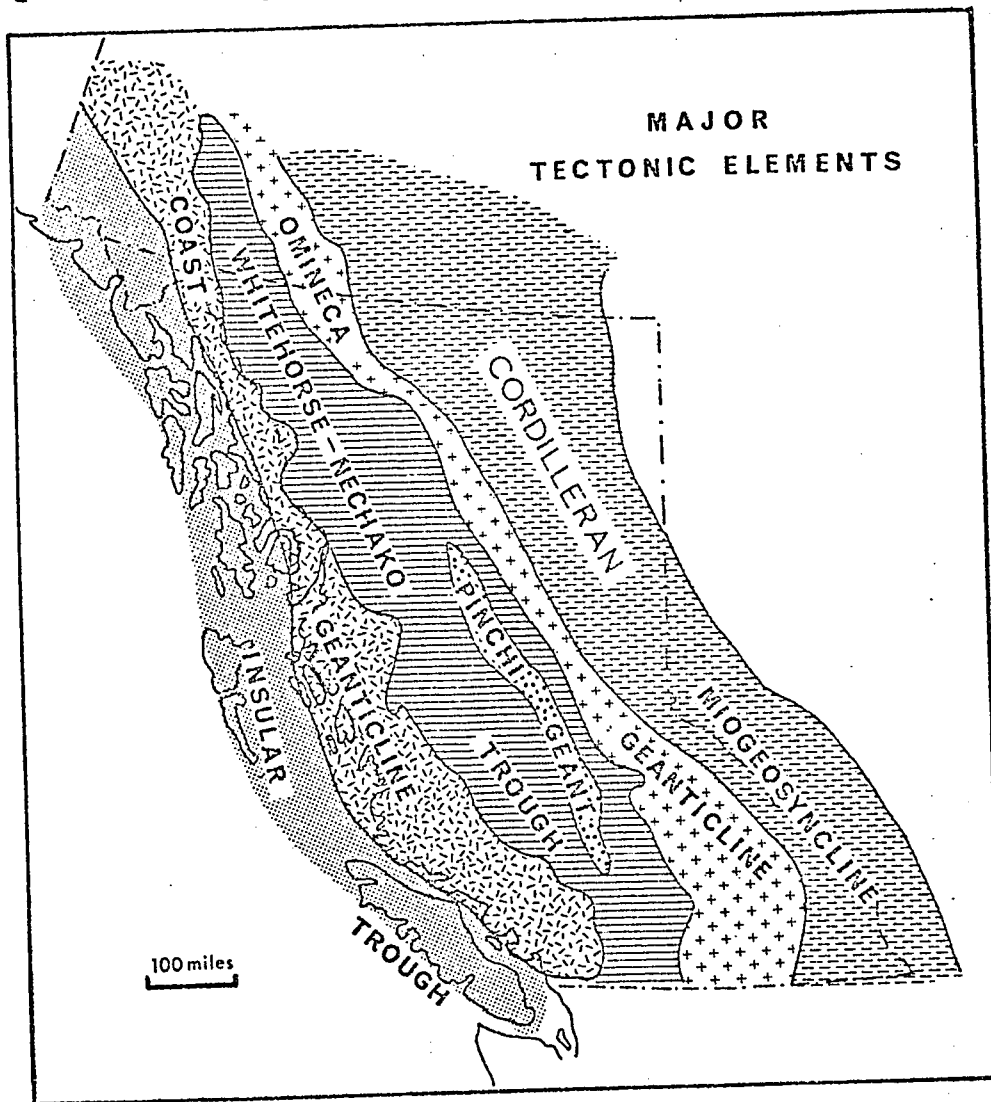 MAJOR
TECTONIC ELEMENTS
COAST
GEANTICLINE
WHITEHORSE-NECHAKO
TROUGH
OMINECA
GEANTICLINE
CORDILLERAN
MIOGEOSYNCLINE
PINCHI
GEANT
INSULAR
TROUGH
100 miles